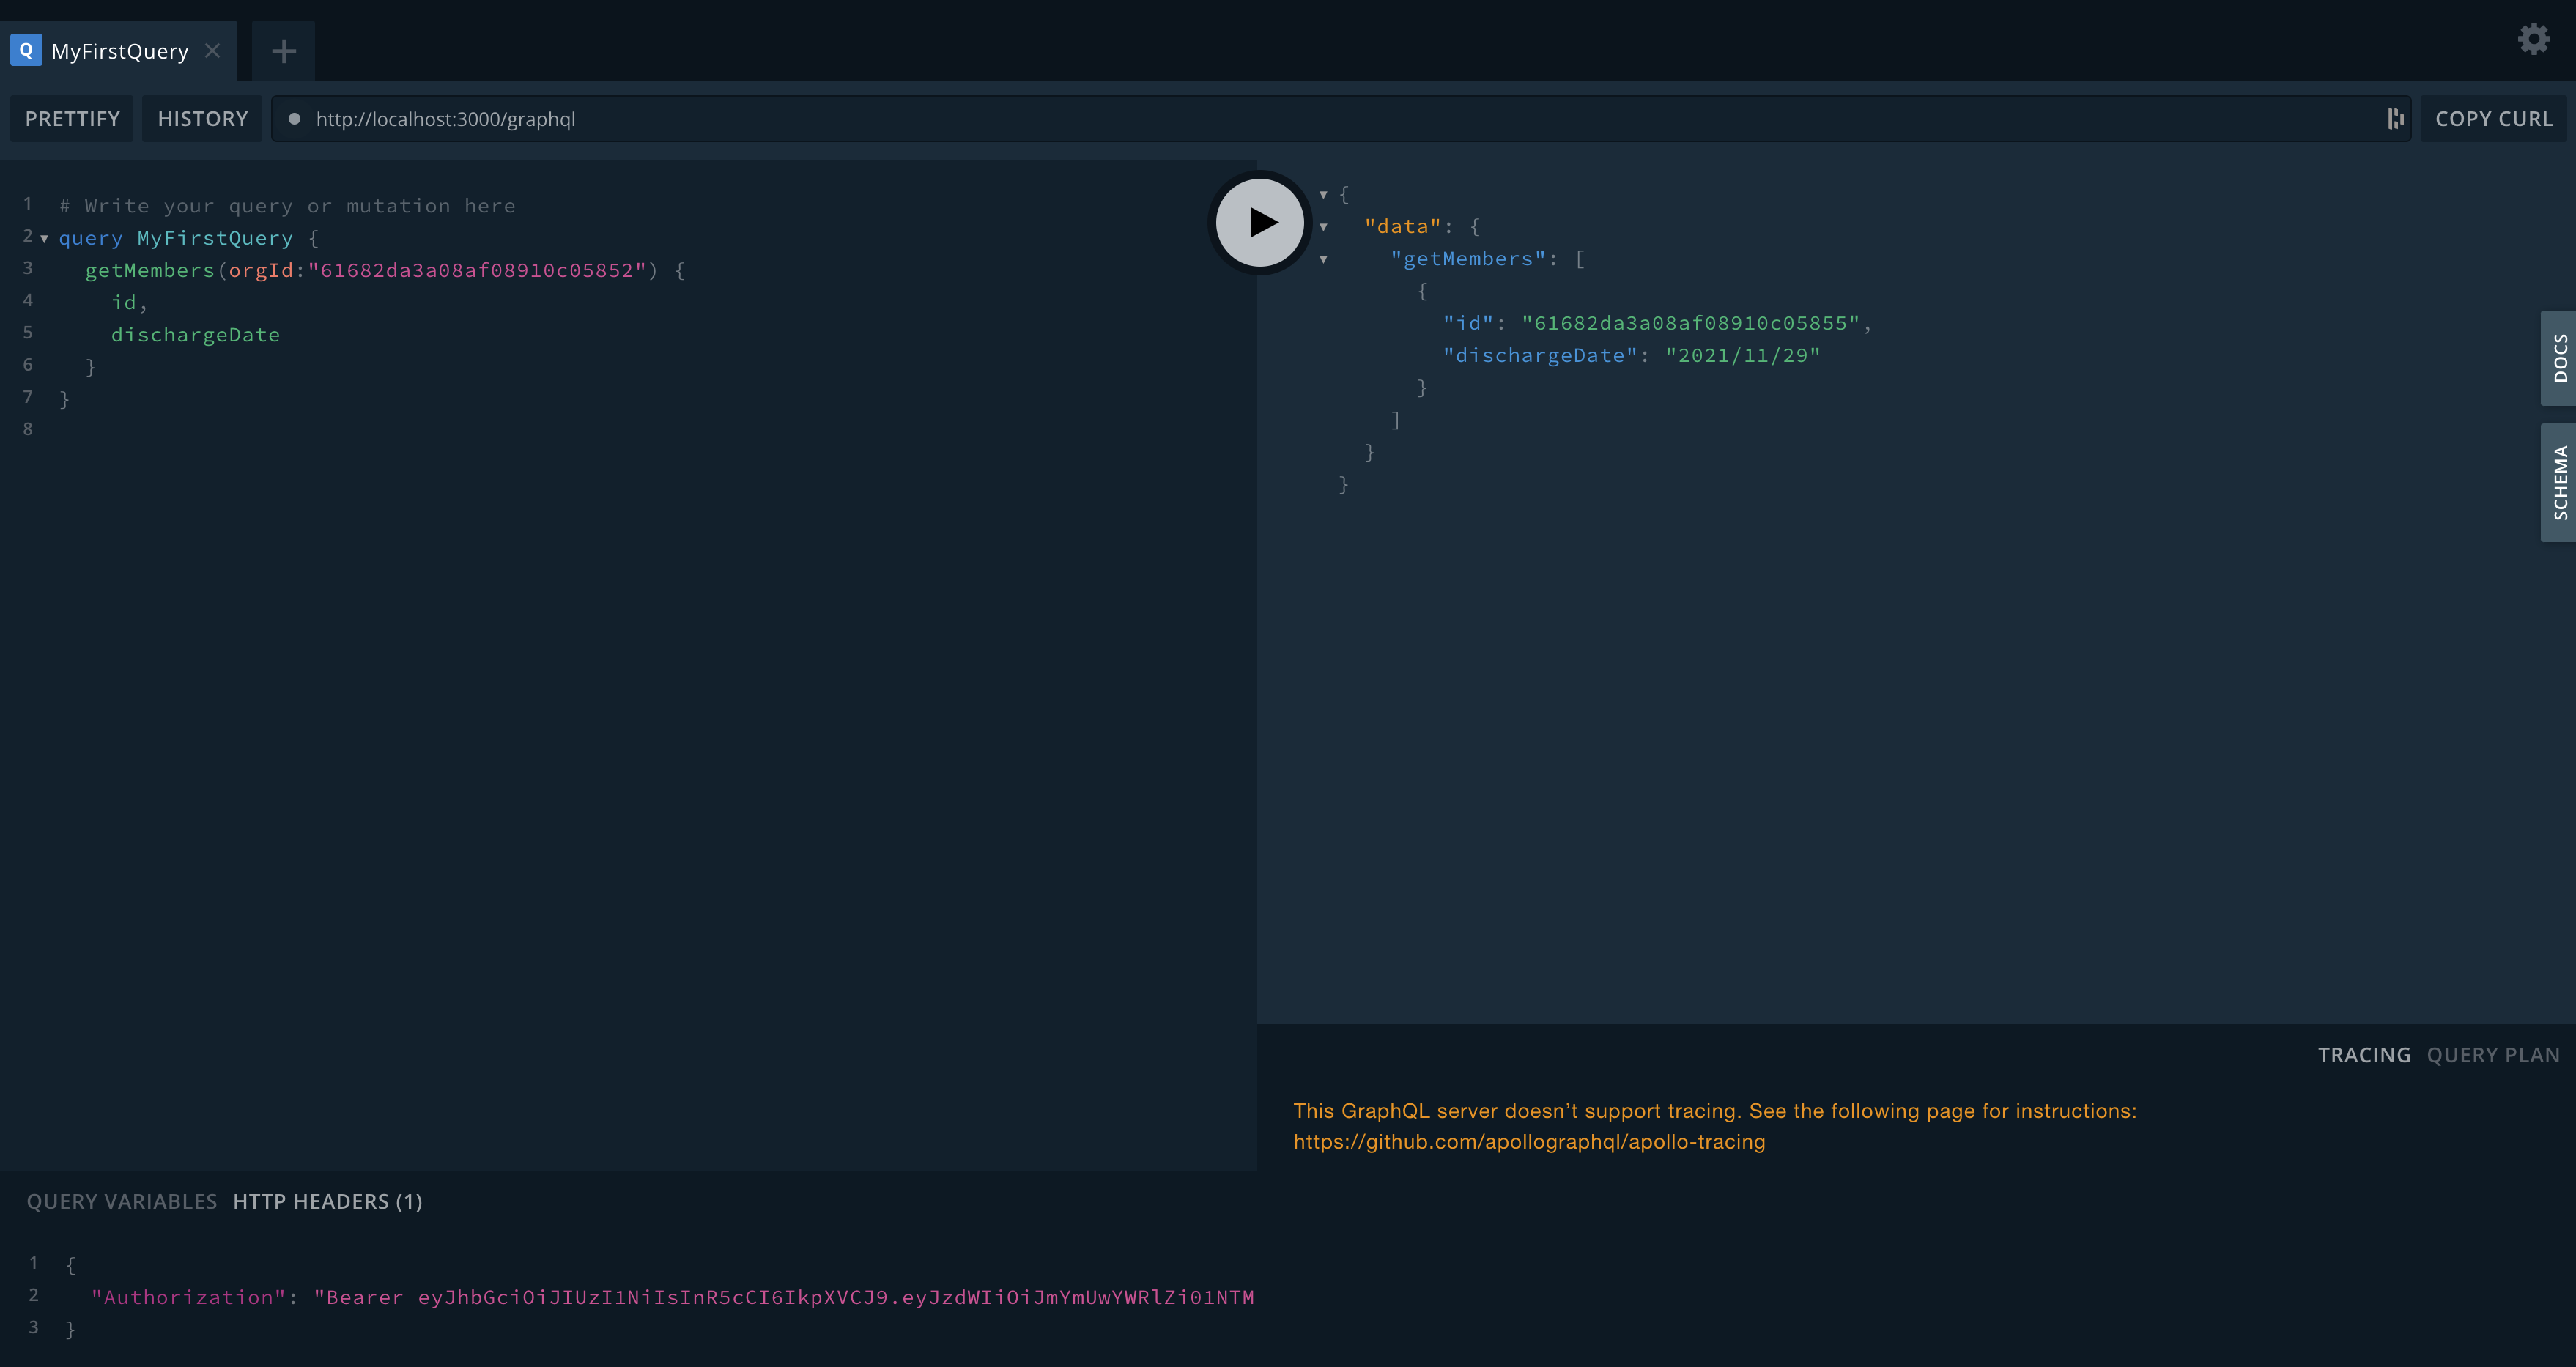 Q MyFirstQuery
PRETTIFY HISTORY http://localhost:3000/graphql COPY CURL
1 # Write your query or mutation here
2 query MyFirstQuery {
3 getMembers(orgId:"61682da3a08af08910c05852") {
4 id,
5 dischargeDate
6 }
7 }
8
{
"data": {
"getMembers": [
{
"id": "61682da3a08af08910c05855",
"dischargeDate": "2021/11/29"
}
]
}
}
DOCS
SCHEMA
TRACING QUERY PLAN
This GraphQL server doesn’t support tracing. See the following page for instructions:
https://github.com/apollographql/apollo-tracing
QUERY VARIABLES HTTP HEADERS (1)
1 {
2 "Authorization": "Bearer eyJhbGciOiJIUzI1NiIsInR5cCI6IkpXVCJ9.eyJzdWIiOiJmYmUwYWRlZi01NTM
3 }